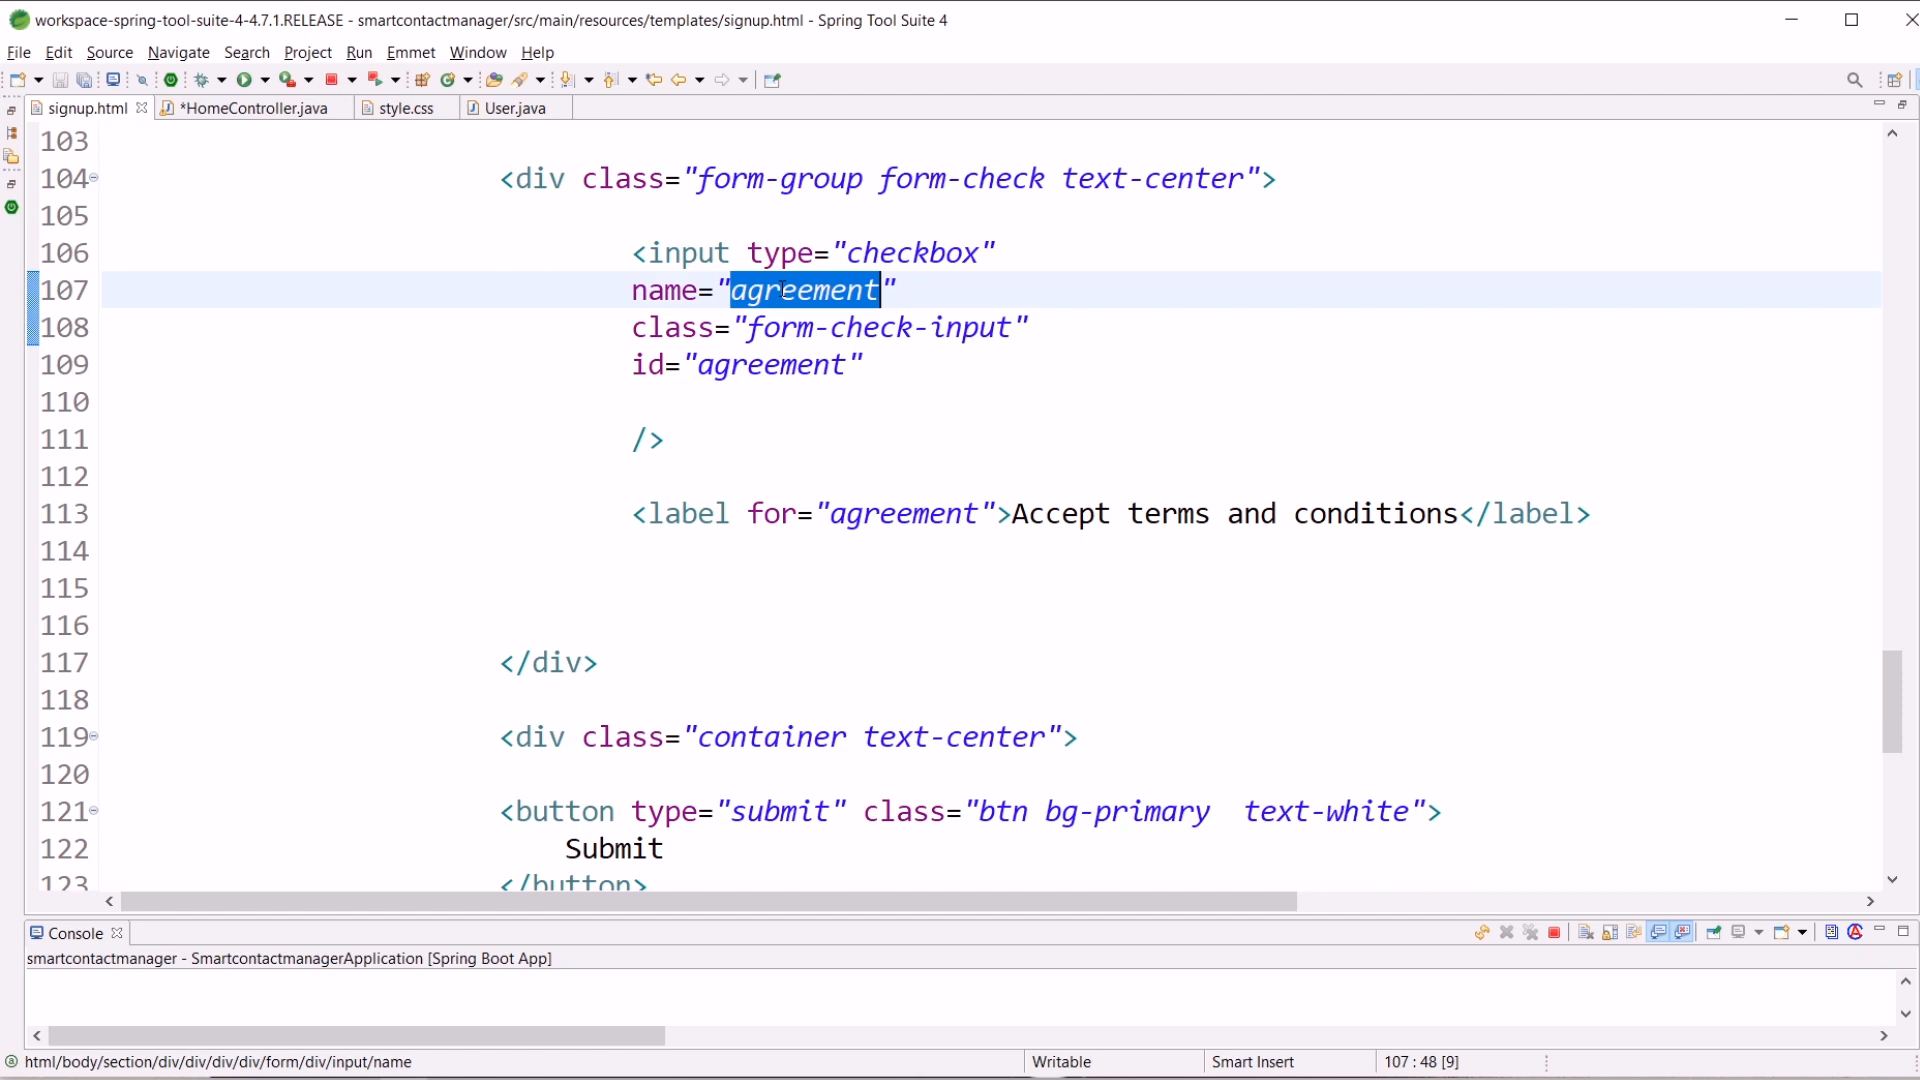 workspace-spring-tool-suite-4-4.7.1.RELEASE - smartcontactmanager/src/main/resources/templates/signup.html - Spring Tool Suite 4
File Edit Source Navigate Search Project Run Emmet Window Help
signup.html *HomeController.java style.css User.java
103
104 <div class="form-group form-check text-center">
105
106 <input type="checkbox"
107 name="agreement"
108 class="form-check-input"
109 id="agreement"
110
111 />
112
113 <label for="agreement">Accept terms and conditions</label>
114
115
116
117 </div>
118
119 <div class="container text-center">
120
121 <button type="submit" class="btn bg-primary  text-white">
122 Submit
123 </button>
Console
smartcontactmanager - SmartcontactmanagerApplication [Spring Boot App]
html/body/section/div/div/div/div/form/div/input/name Writable Smart Insert 107 : 48 [9]